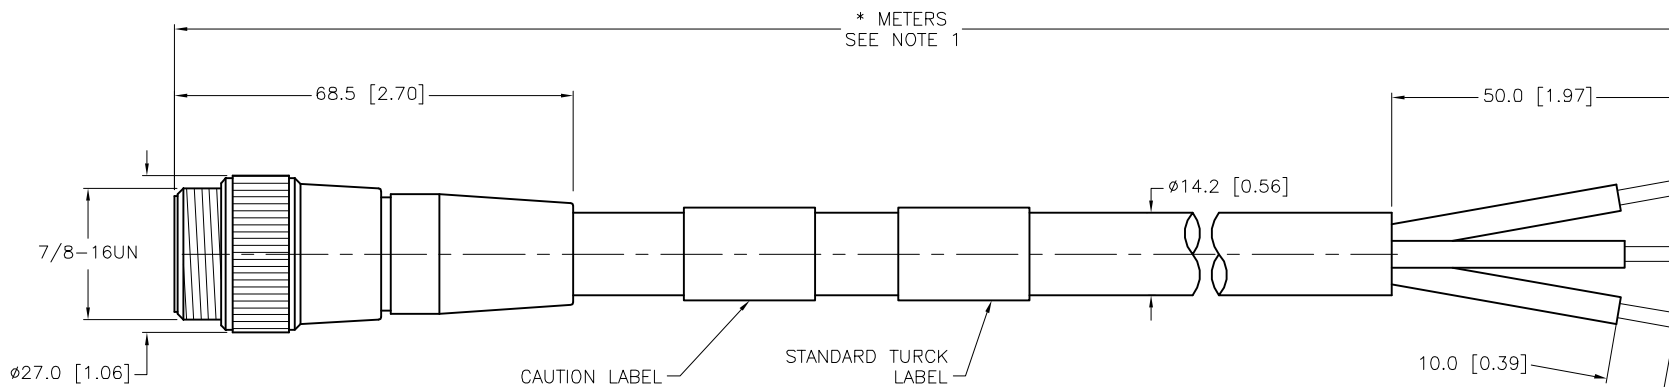 * METERS
SEE NOTE 1
68.5 [2.70]
50.0 [1.97]
ø14.2 [0.56]
7/8-16UN
ø27.0 [1.06]
CAUTION LABEL
STANDARD TURCK
LABEL
10.0 [0.39]